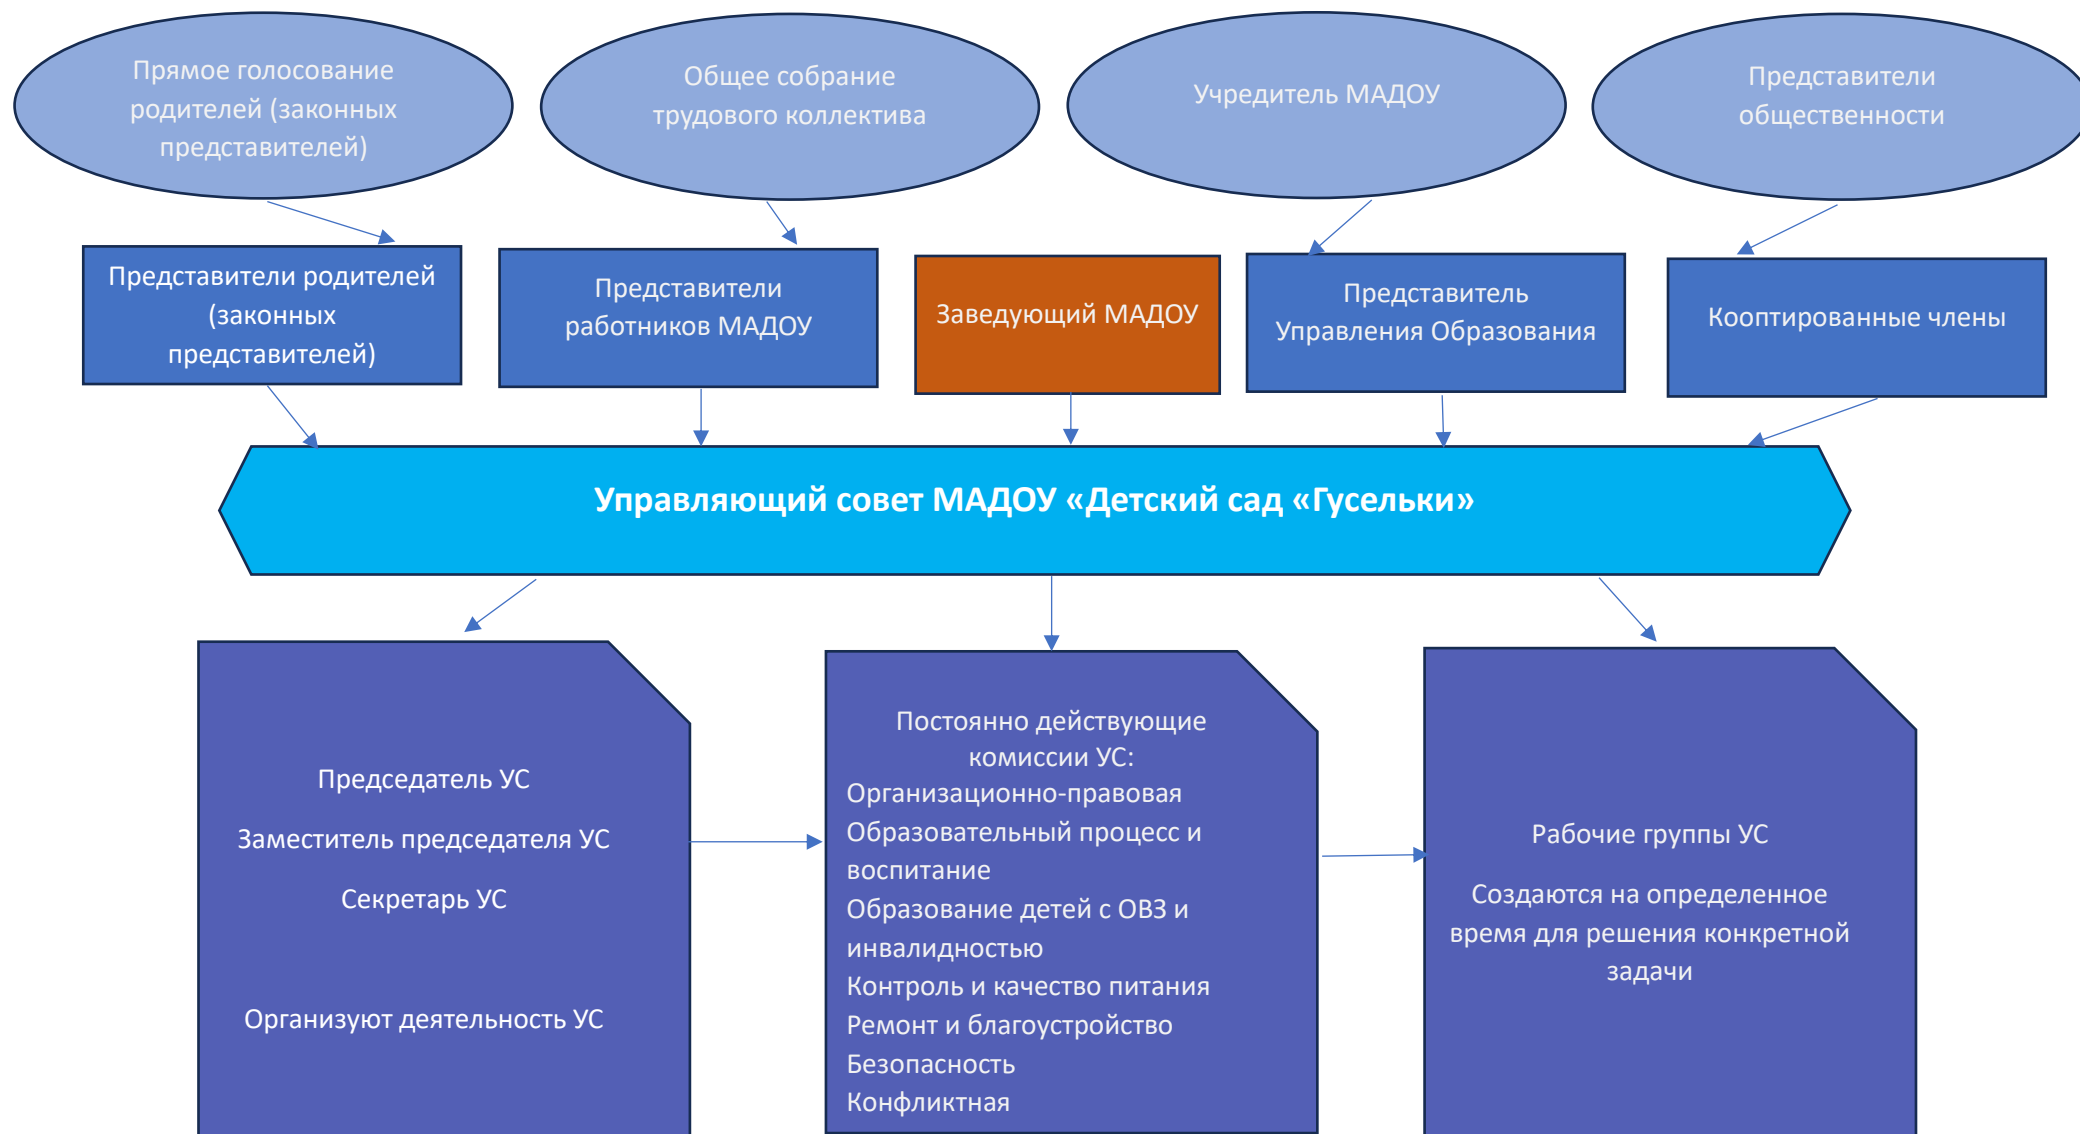 Прямое голосование
родителей (законных
представителей)
Общее собрание
трудового коллектива
Учредитель МАДОУ
Представители
общественности
Представители родителей
(законных
представителей)
Представители
работников МАДОУ
Заведующий МАДОУ
Представитель
Управления Образования
Кооптированные члены
Управляющий совет МАДОУ «Детский сад «Гусельки»
Председатель УС
Заместитель председателя УС
Секретарь УС
Организуют деятельность УС
Постоянно действующие
комиссии УС:
Организационно-правовая
Образовательный процесс и
воспитание
Образование детей с ОВЗ и
инвалидностью
Контроль и качество питания
Ремонт и благоустройство
Безопасность
Конфликтная
Рабочие группы УС
Создаются на определенное
время для решения конкретной
задачи